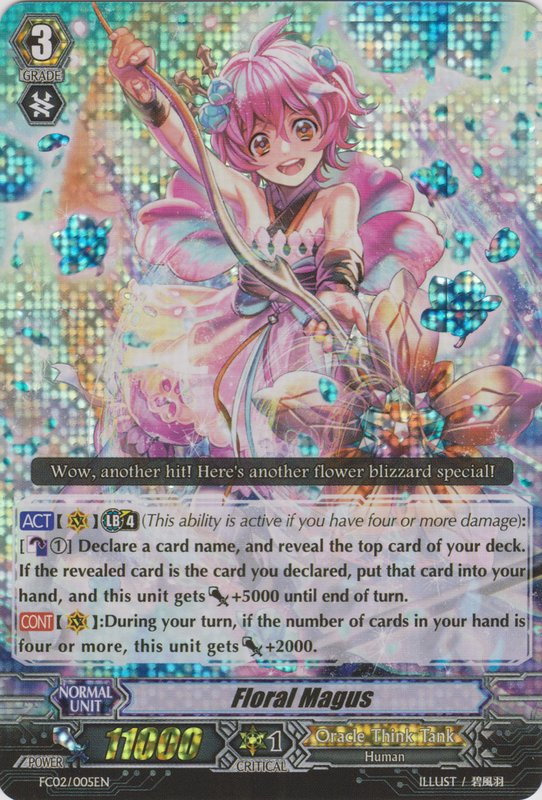 3
GRADE
Wow, another hit! Here's another flower blizzard special!
ACT【 】LB 4 (This ability is active if you have four or more damage):
[ ①] Declare a card name, and reveal the top card of your deck.
If the revealed card is the card you declared, put that card into your
hand, and this unit gets +5000 until end of turn.
CONT【 】:During your turn, if the number of cards in your hand is
four or more, this unit gets +2000.
NORMAL
UNIT
Floral Magus
POWER
11000
1
CRITICAL
Oracle Think Tank
Human
FC02/005EN
ILLUST / 碧風羽